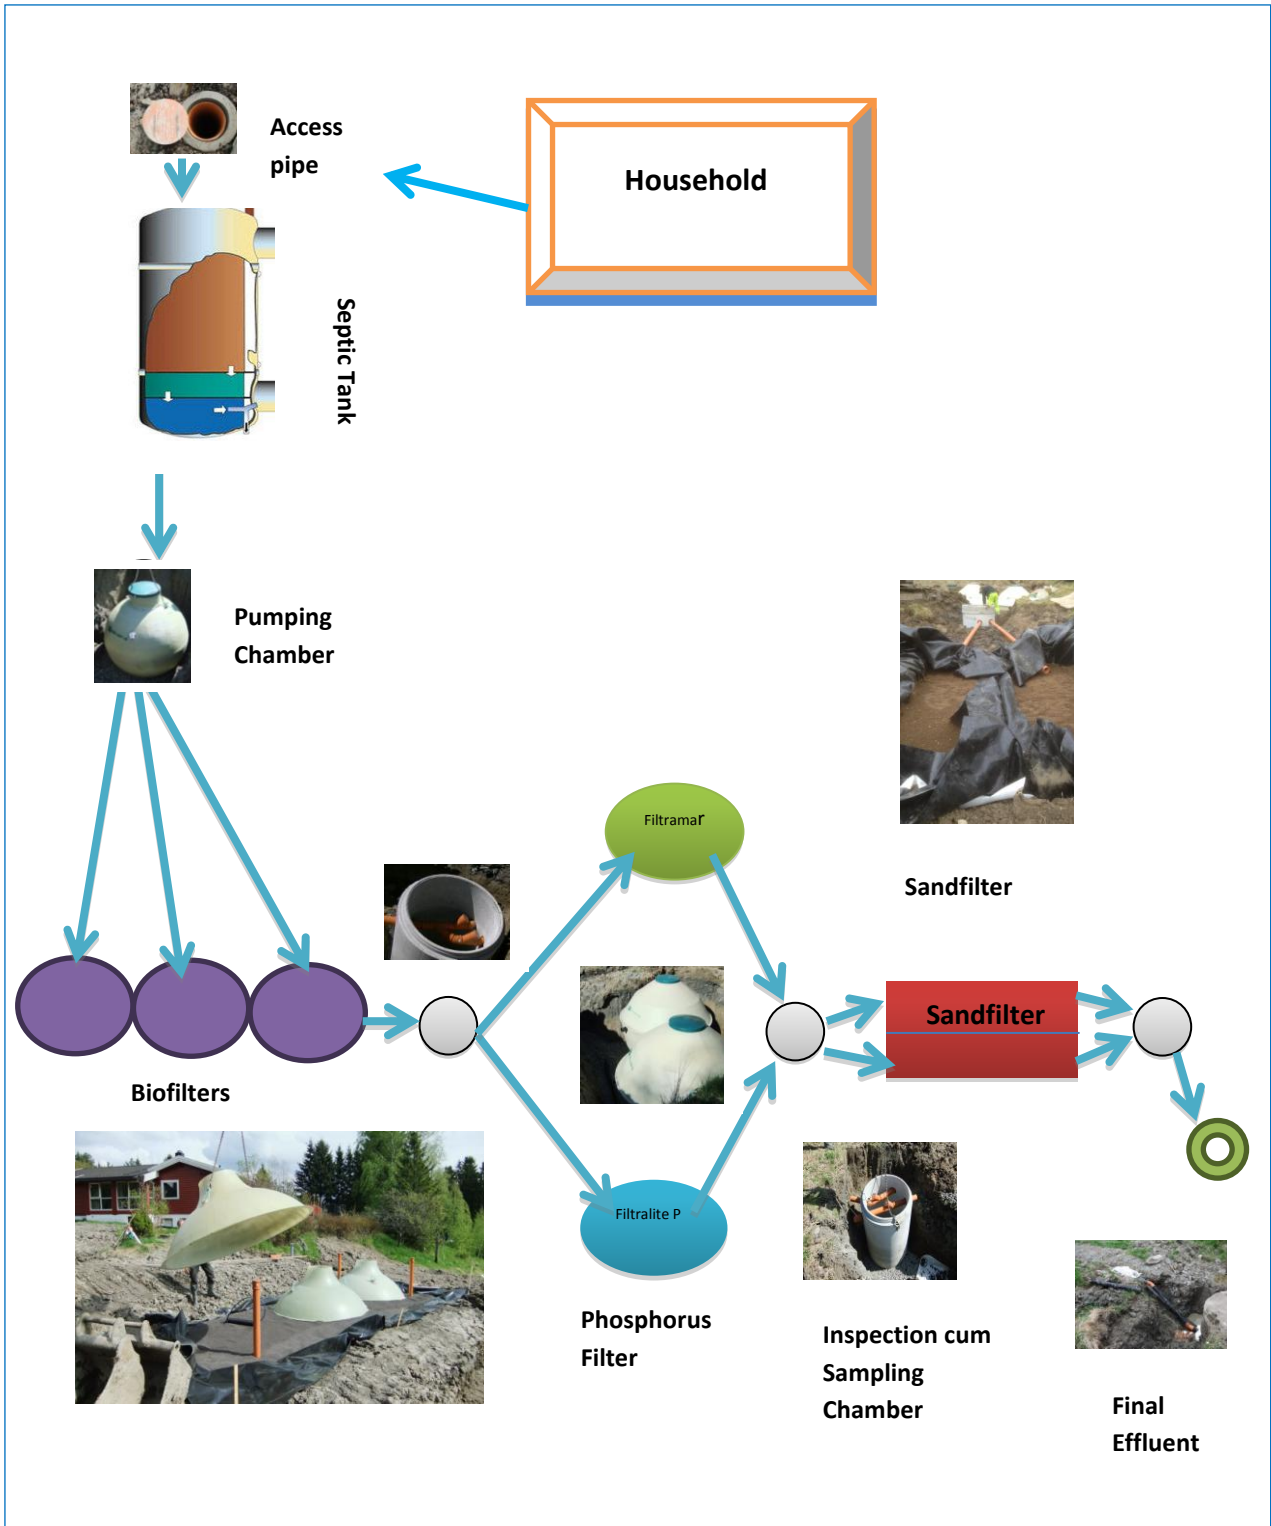 Access
pipe
Household
Septic Tank
Pumping
Chamber
Filtramar
Sandfilter
Sandfilter
Biofilters
Filtralite P
Phosphorus
Filter
Inspection cum
Sampling
Chamber
Final
Effluent